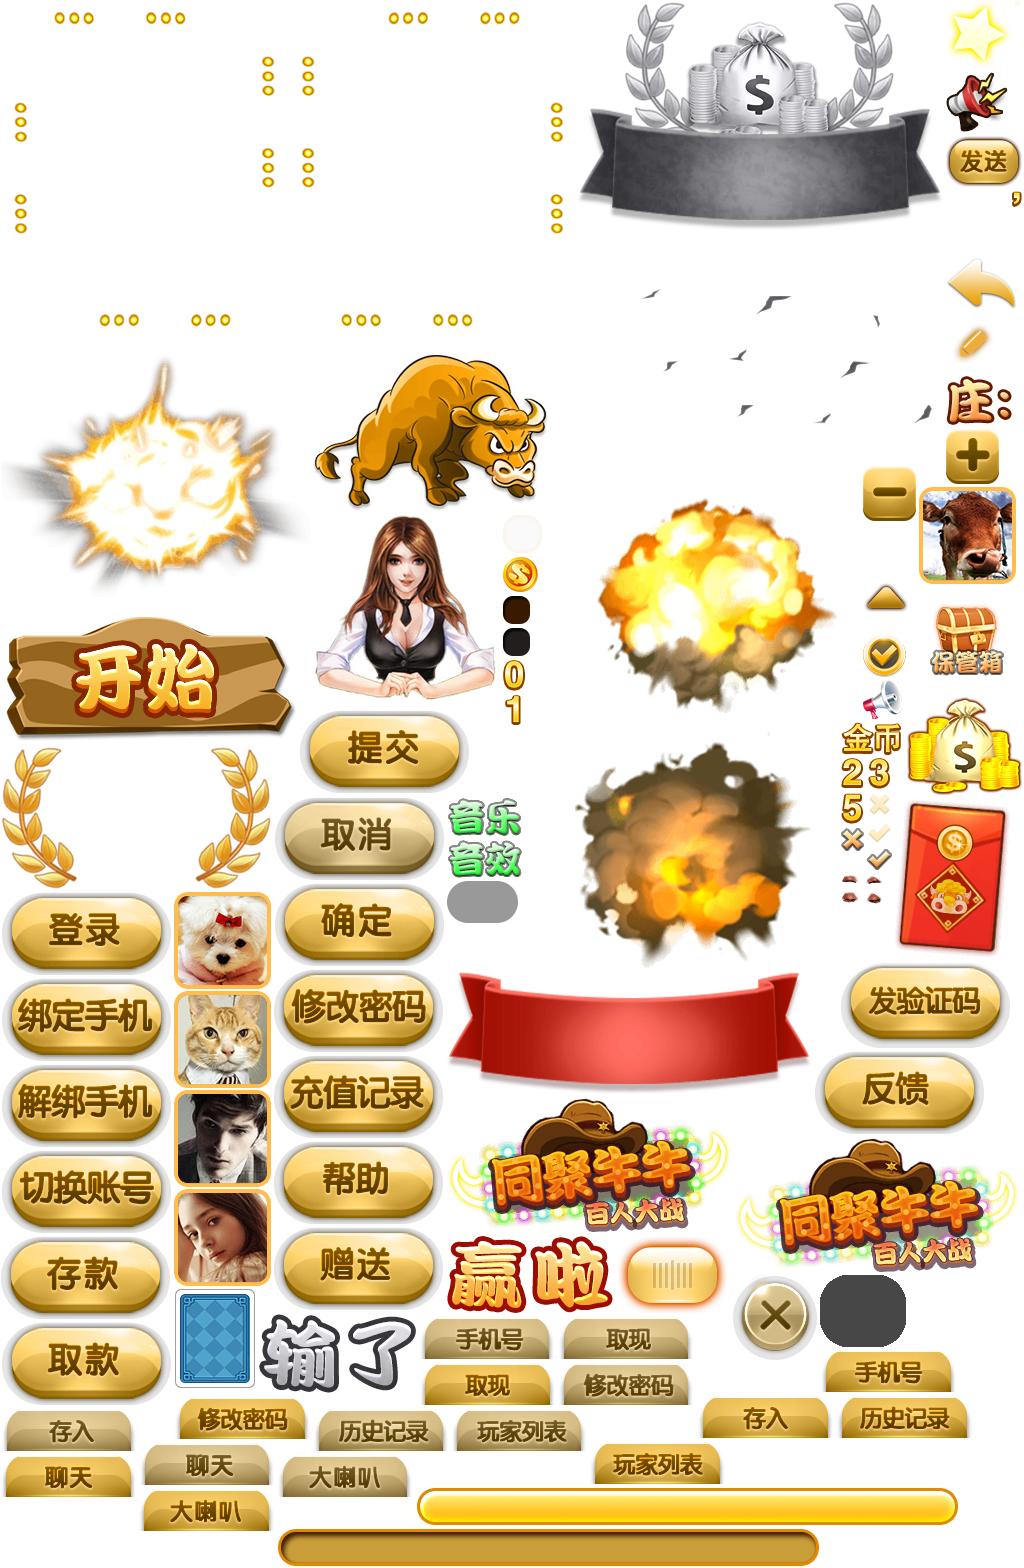 发送
,
庄:
$
开始
提交
0
1
保管箱
金币
2 3
5
$
取消
音乐
音效
登录
确定
绑定手机
修改密码
发验证码
解绑手机
充值记录
反馈
切换账号
帮助
同聚牛牛
百人大战
同聚牛牛
百人大战
存款
赠送
赢啦
取款
输了
手机号
取现
手机号
取现
修改密码
存入
修改密码
历史记录
玩家列表
存入
历史记录
聊天
聊天
大喇叭
玩家列表
大喇叭